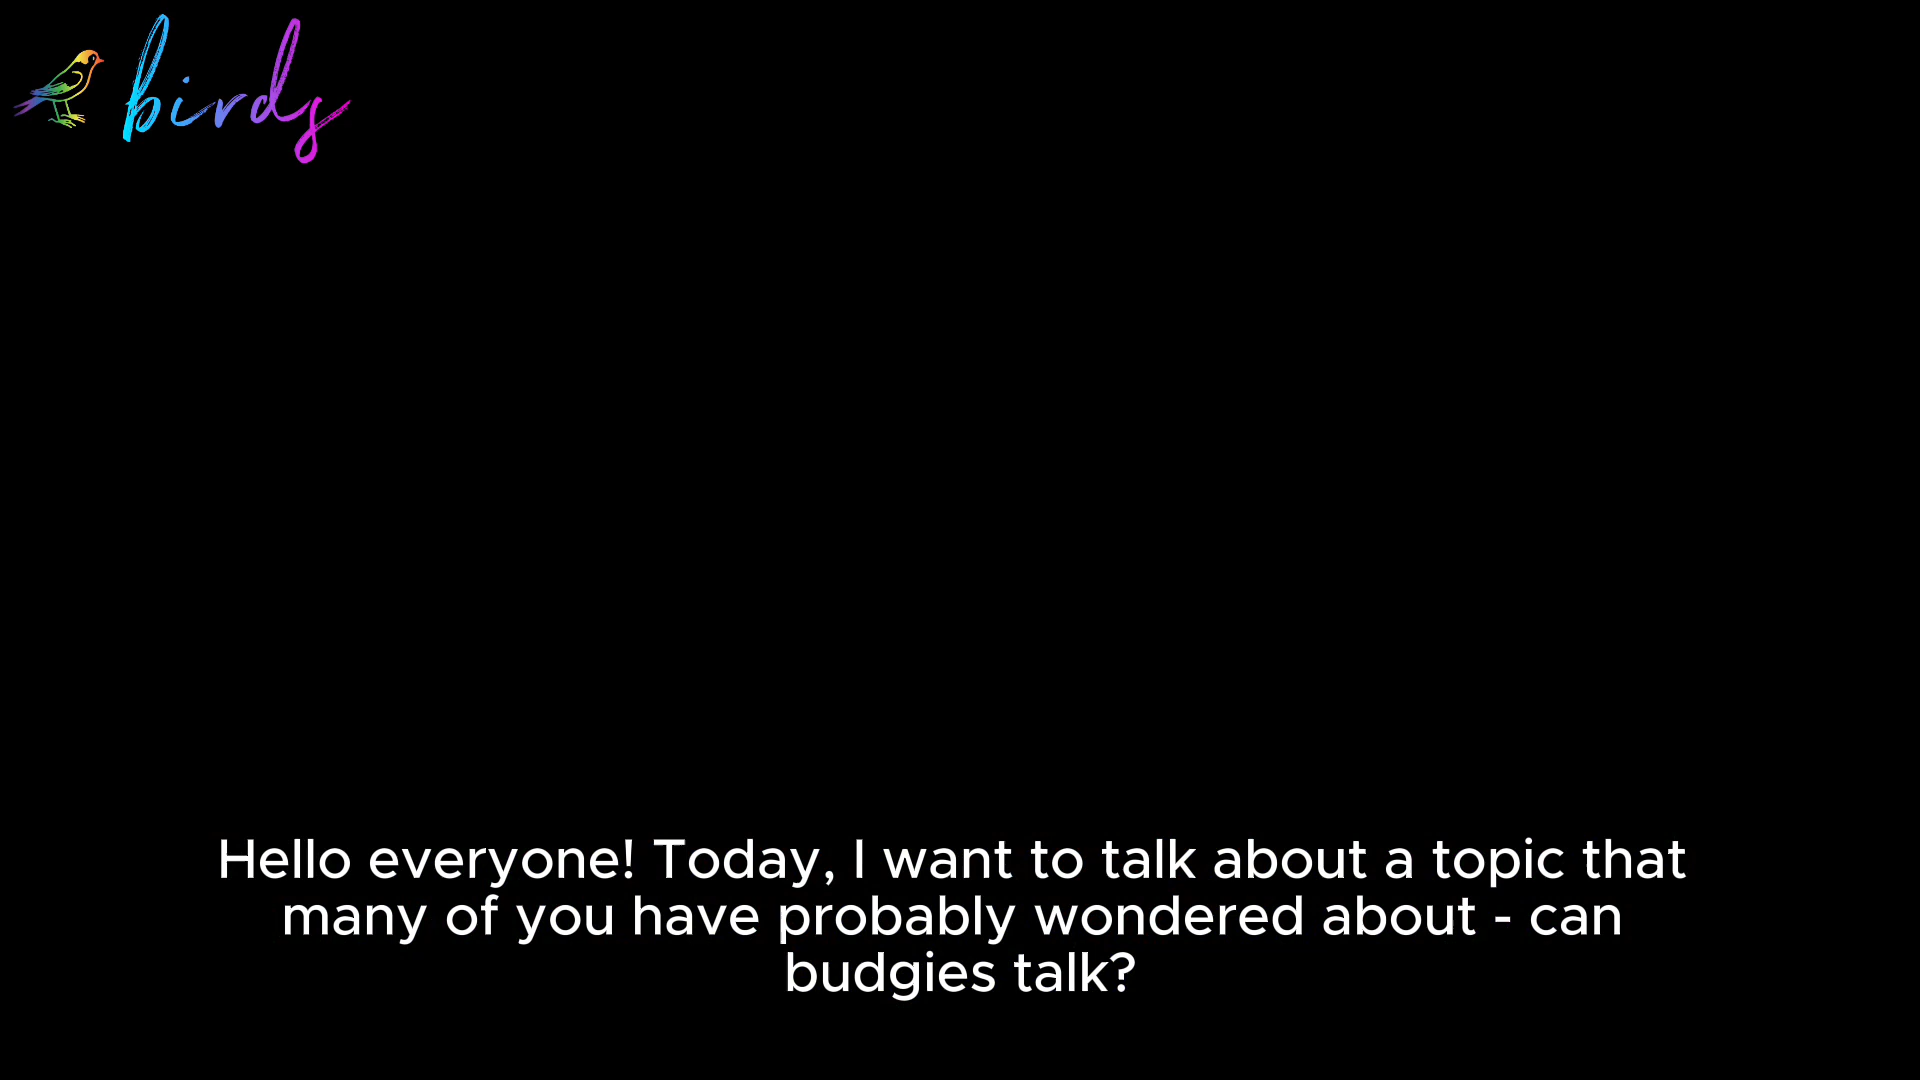 birds
Hello everyone! Today, I want to talk about a topic that
many of you have probably wondered about - can
budgies talk?